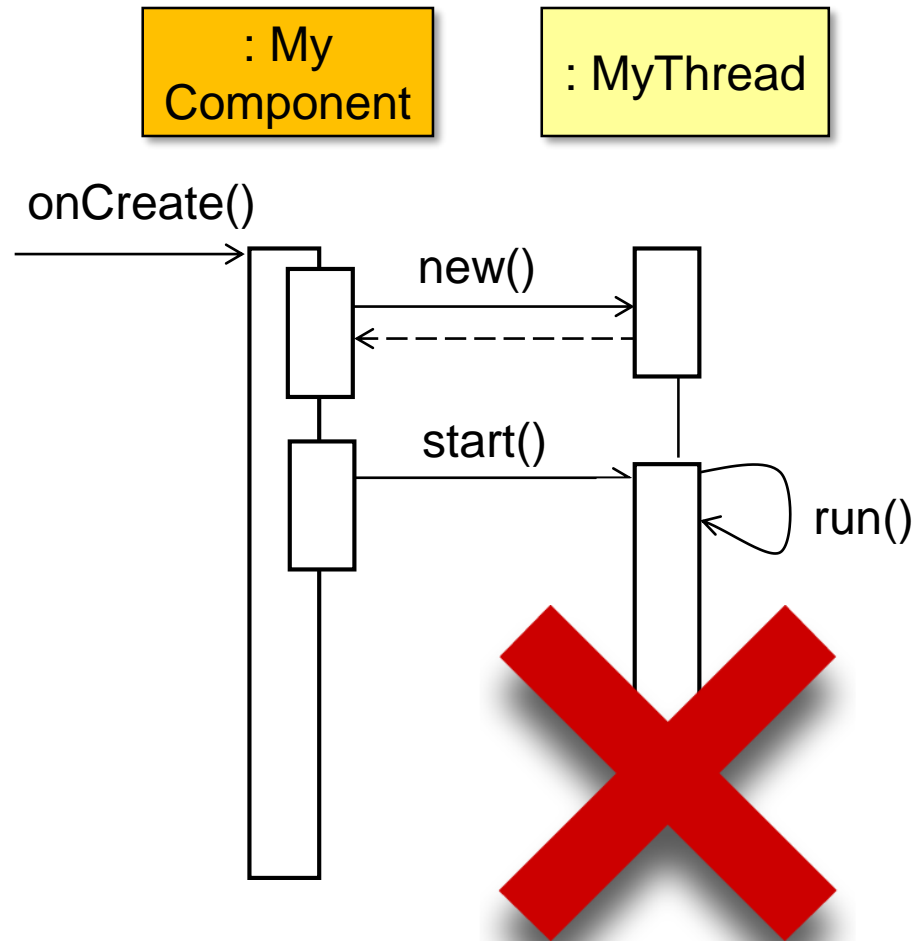 : My
Component
: MyThread
onCreate()
new()
start()
run()